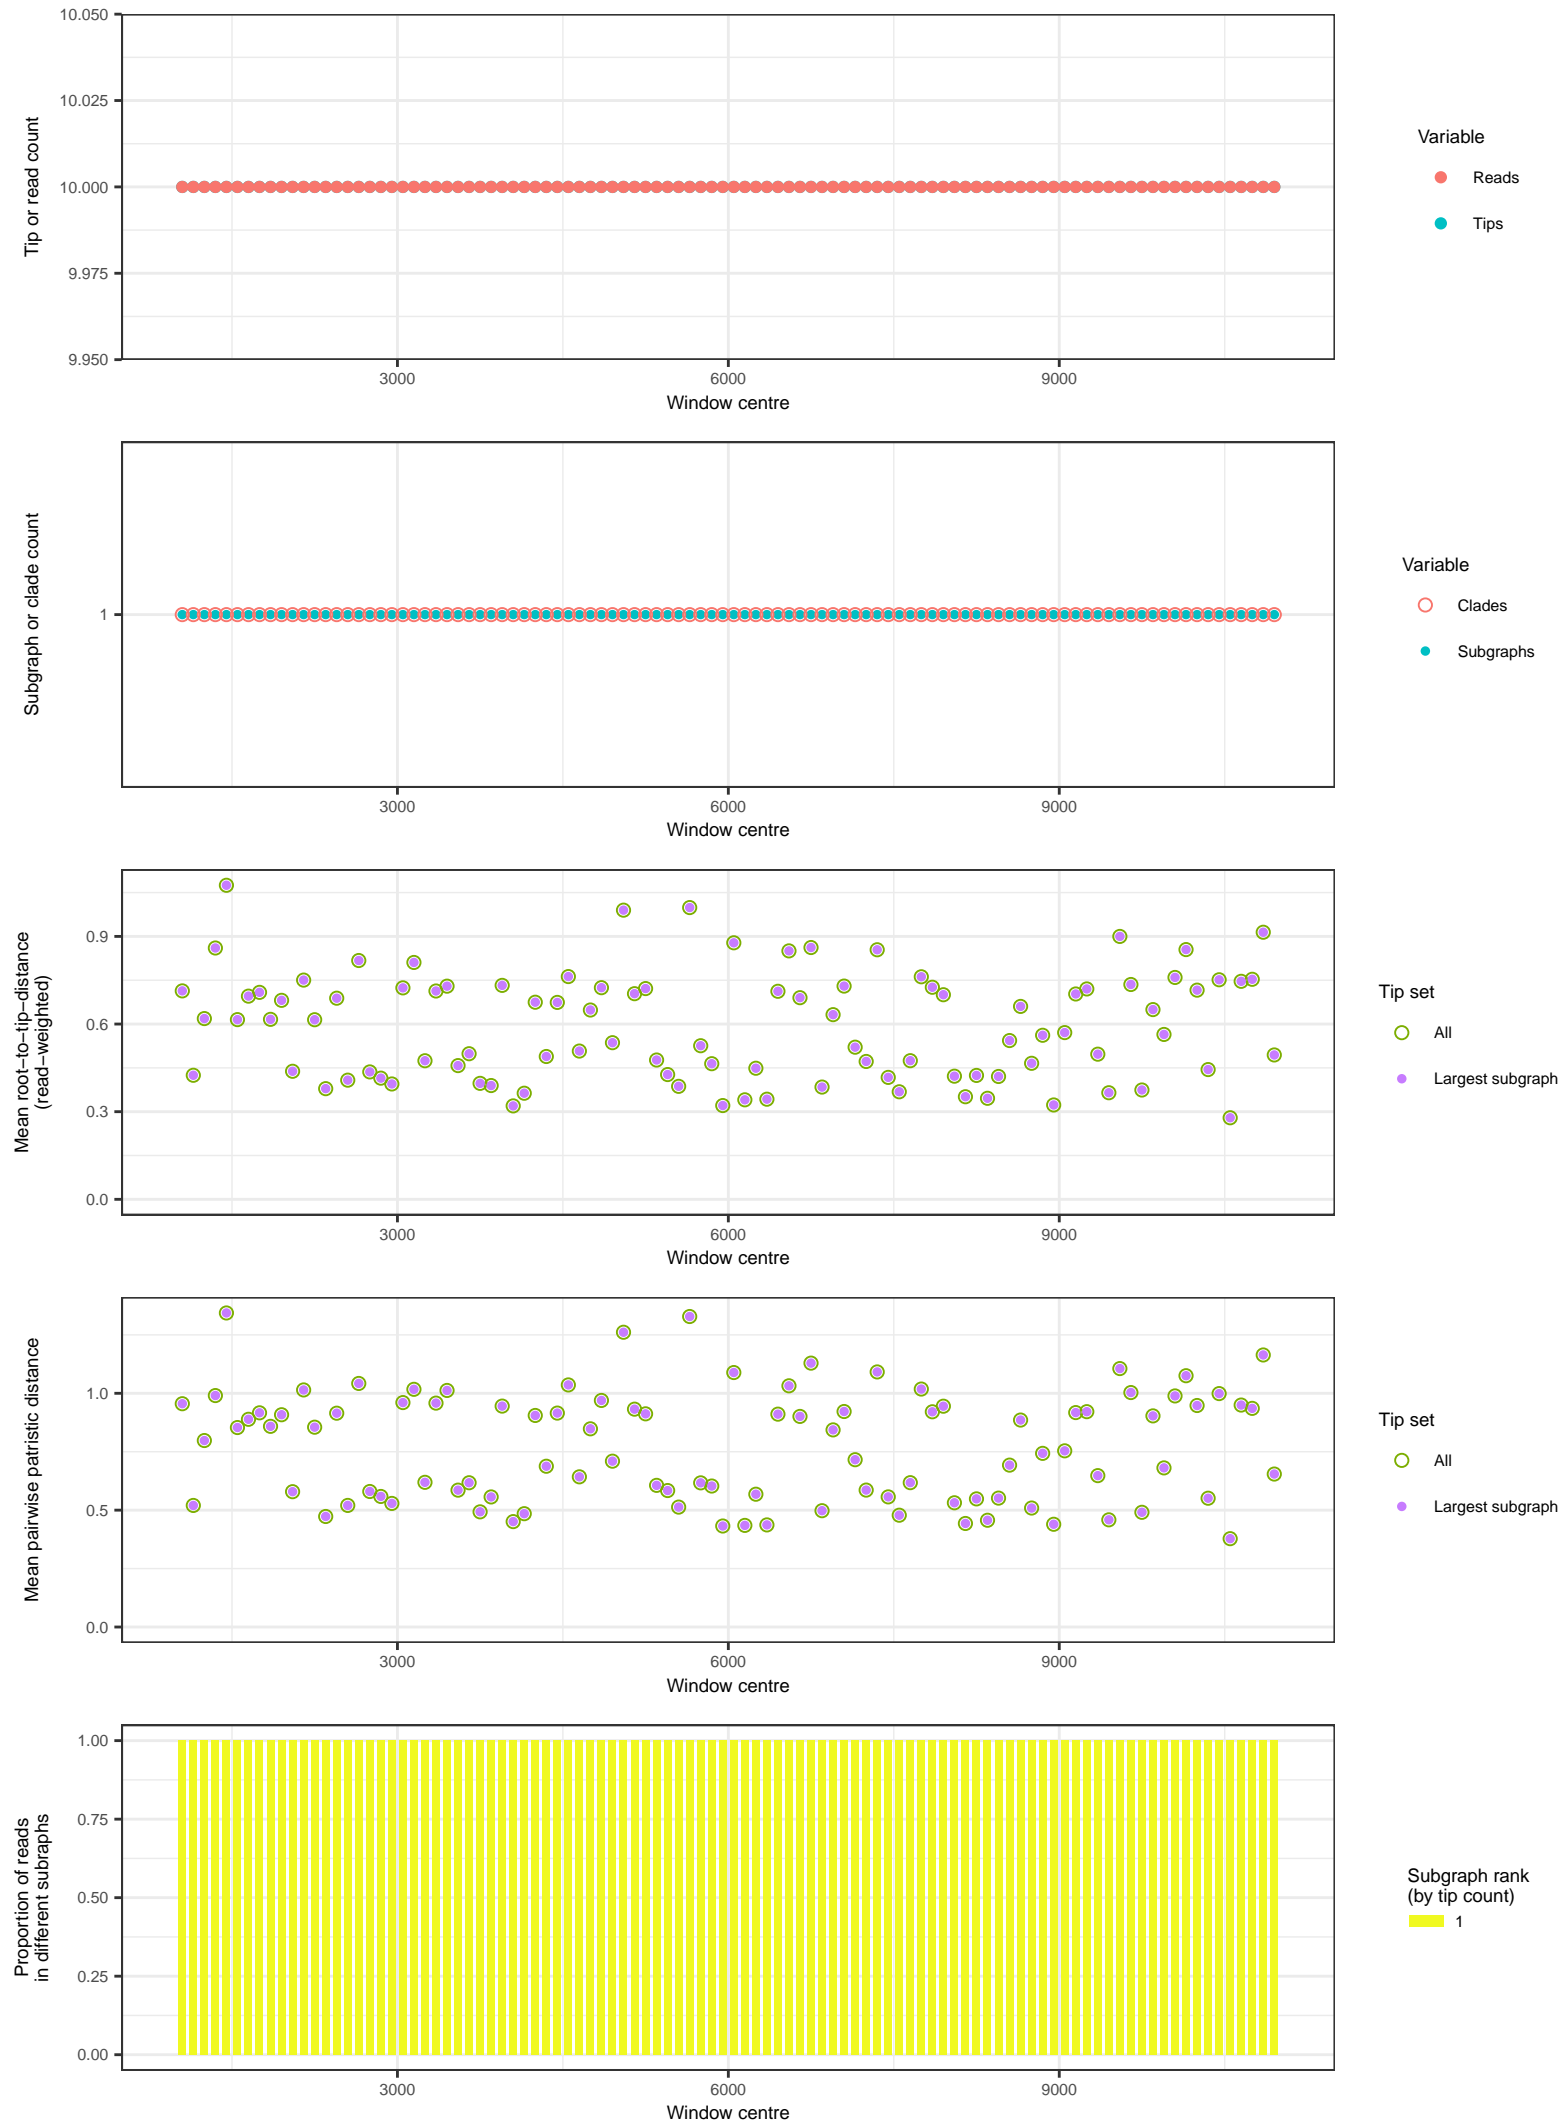 10.050
10.025
10.000
9.975
9.950
Tip or read count
3000
6000
9000
Window centre
Variable
Reads
Tips
1
Subgraph or clade count
3000
6000
9000
Window centre
Variable
Clades
Subgraphs
0.9
0.6
0.3
0.0
Mean root−to−tip−distance
(read−weighted)
3000
6000
9000
Window centre
Tip set
All
Largest subgraph
1.0
0.5
0.0
Mean pairwise patristic distance
3000
6000
9000
Window centre
Tip set
All
Largest subgraph
1.00
0.75
0.50
0.25
0.00
Proportion of reads
in different subraphs
3000
6000
9000
Window centre
Subgraph rank
(by tip count)
1